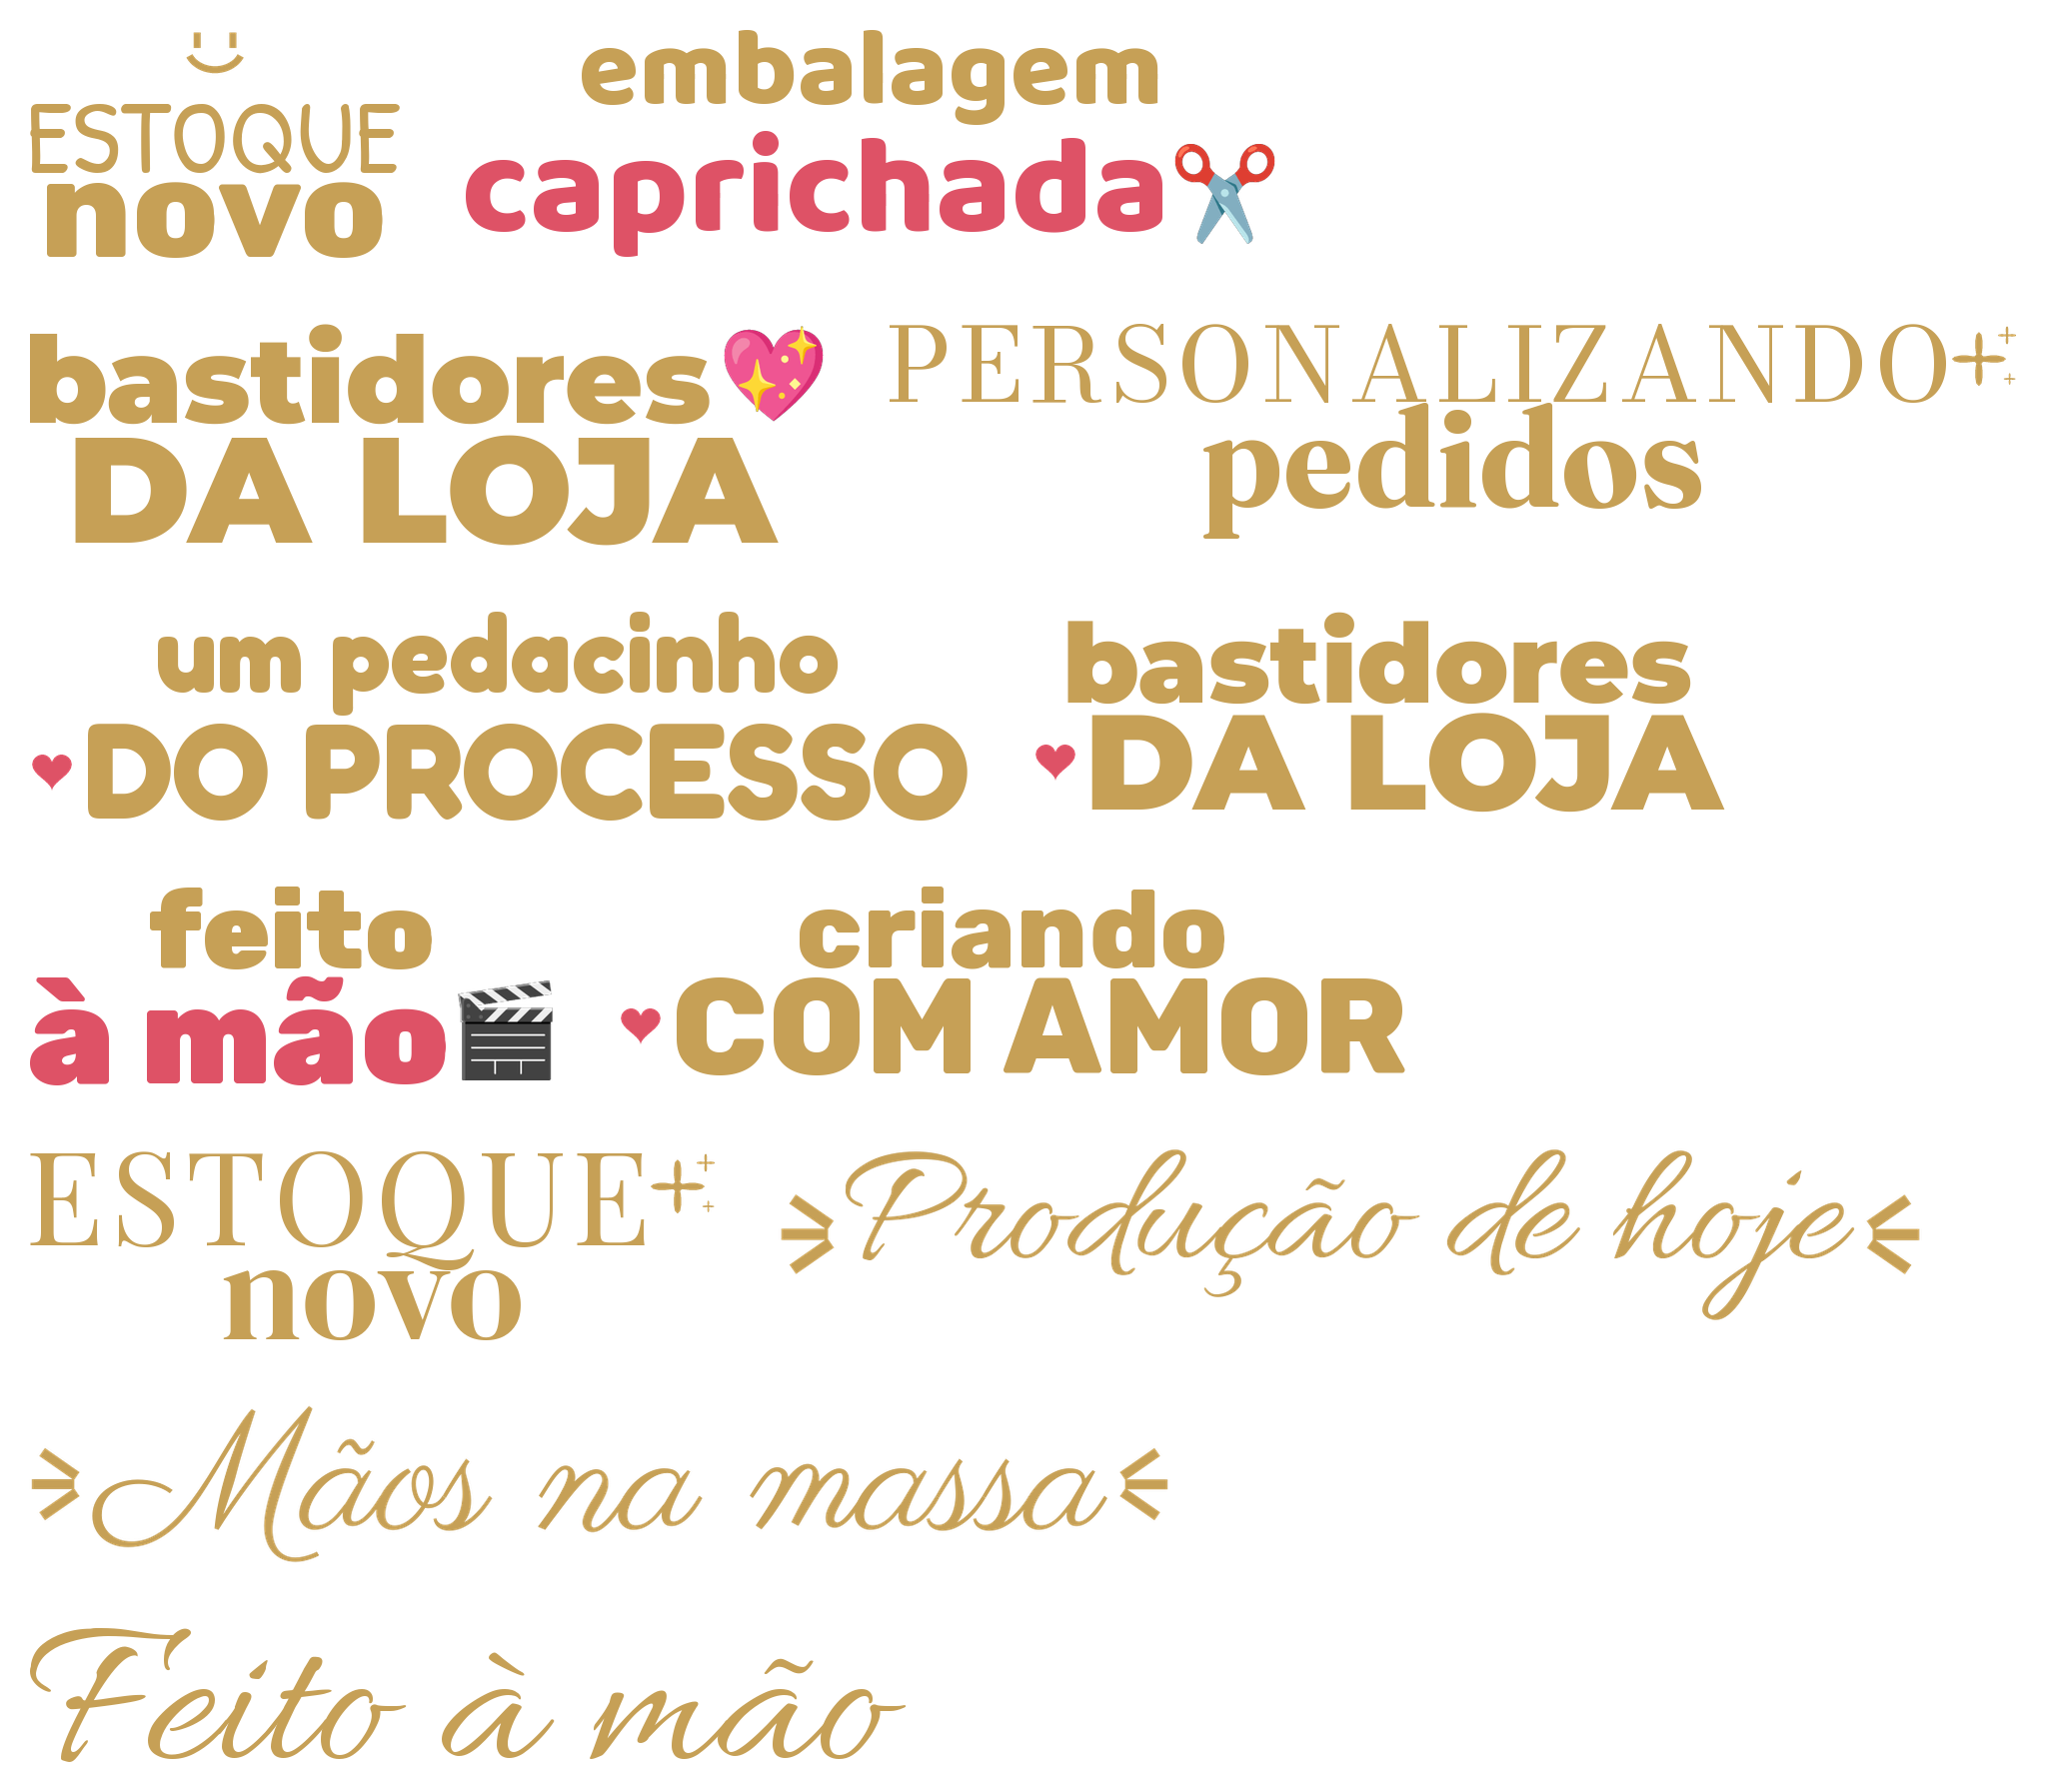 ESTOQUE
novo
embalagem
caprichada
bastidores
DA LOJA
PERSONALIZANDO
pedidos
um pedacinho
DO PROCESSO
bastidores
DA LOJA
feito
à mão
criando
COM AMOR
ESTOQUE
novo
Produção de hoje
Mãos na massa
Feito à mão